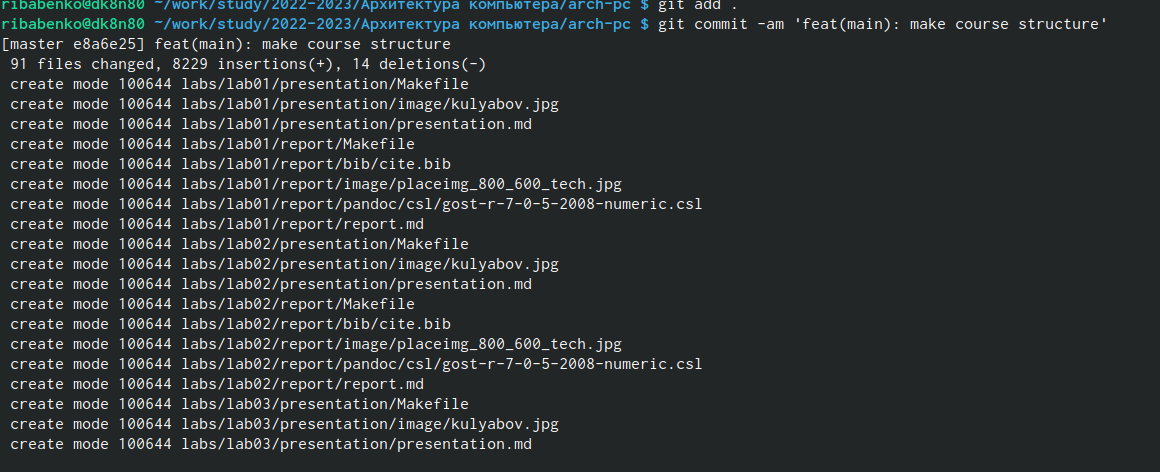 ribabenko@dk8n80 ~/work/study/2022-2023/Архитектура компьютера/arch-pc $ git add .
ribabenko@dk8n80 ~/work/study/2022-2023/Архитектура компьютера/arch-pc $ git commit -am 'feat(main): make course structure'
[master e8a6e25] feat(main): make course structure
 91 files changed, 8229 insertions(+), 14 deletions(-)
 create mode 100644 labs/lab01/presentation/Makefile
 create mode 100644 labs/lab01/presentation/image/kulyabov.jpg
 create mode 100644 labs/lab01/presentation/presentation.md
 create mode 100644 labs/lab01/report/Makefile
 create mode 100644 labs/lab01/report/bib/cite.bib
 create mode 100644 labs/lab01/report/image/placeimg_800_600_tech.jpg
 create mode 100644 labs/lab01/report/pandoc/csl/gost-r-7-0-5-2008-numeric.csl
 create mode 100644 labs/lab01/report/report.md
 create mode 100644 labs/lab02/presentation/Makefile
 create mode 100644 labs/lab02/presentation/image/kulyabov.jpg
 create mode 100644 labs/lab02/presentation/presentation.md
 create mode 100644 labs/lab02/report/Makefile
 create mode 100644 labs/lab02/report/bib/cite.bib
 create mode 100644 labs/lab02/report/image/placeimg_800_600_tech.jpg
 create mode 100644 labs/lab02/report/pandoc/csl/gost-r-7-0-5-2008-numeric.csl
 create mode 100644 labs/lab02/report/report.md
 create mode 100644 labs/lab03/presentation/Makefile
 create mode 100644 labs/lab03/presentation/image/kulyabov.jpg
 create mode 100644 labs/lab03/presentation/presentation.md